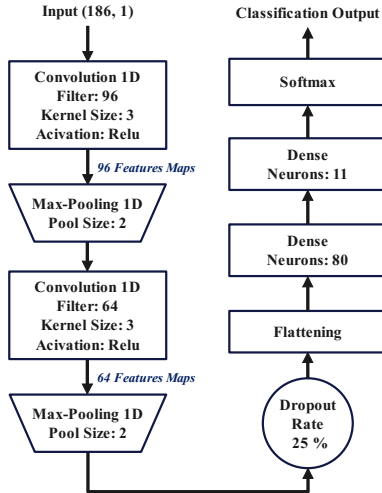 Input (186, 1)
Convolution 1D
Filter: 96
Kernel Size: 3
Acivation: Relu
96 Features Maps
Max-Pooling 1D
Pool Size: 2
Convolution 1D
Filter: 64
Kernel Size: 3
Acivation: Relu
64 Features Maps
Max-Pooling 1D
Pool Size: 2
Dropout
Rate
25 %
Flattening
Dense
Neurons: 80
Dense
Neurons: 11
Softmax
Classification Output